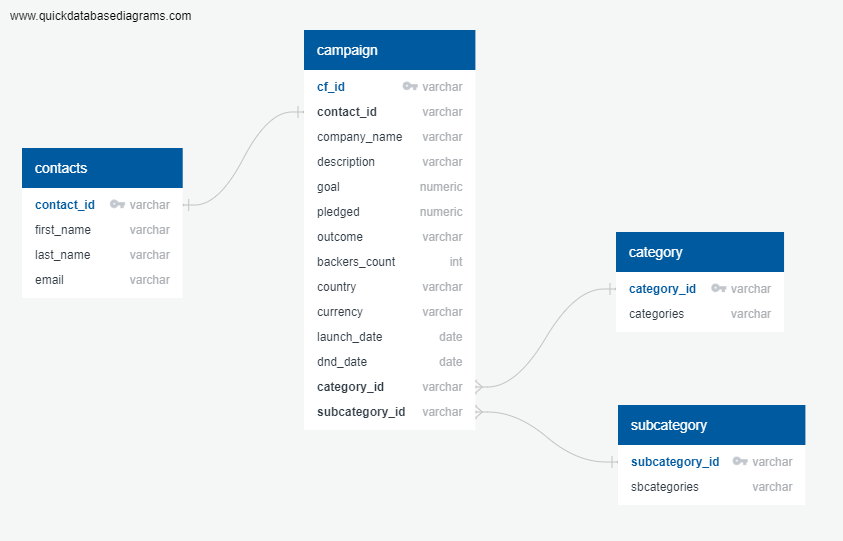 www.quickdatabasediagrams.com
campaign
cf_id varchar
contact_id varchar
company_name varchar
description varchar
goal numeric
pledged numeric
outcome varchar
backers_count int
country varchar
currency varchar
launch_date date
dnd_date date
category_id varchar
subcategory_id varchar
contacts
contact_id varchar
first_name varchar
last_name varchar
email varchar
category
category_id varchar
categories varchar
subcategory
subcategory_id varchar
sbcategories varchar